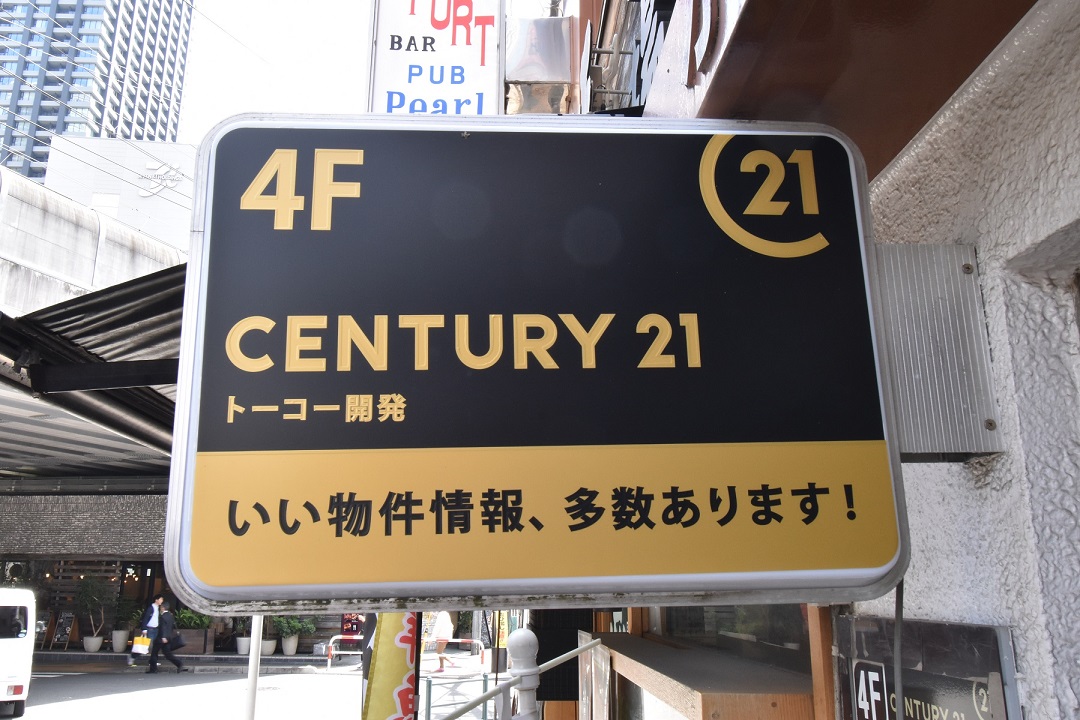 BAR
PUB
Pearl
4F
21
CENTURY 21
トーコー開発
いい物件情報、多数あります!
4F
CENTURY 21